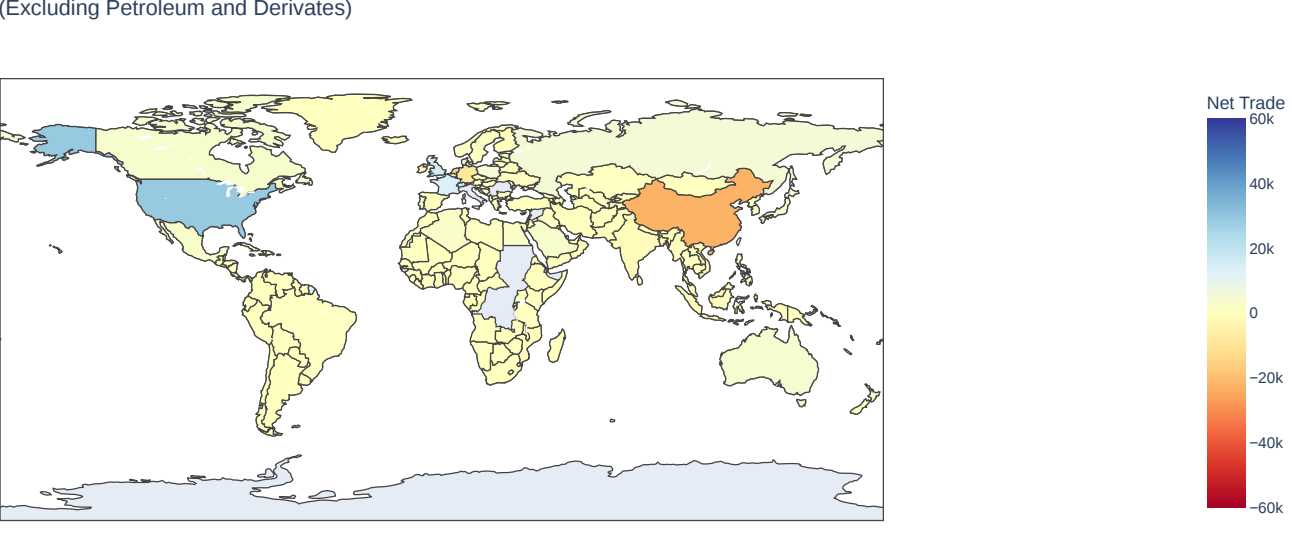 (Excluding Petroleum and Derivates)
Net Trade
60k
40k
20k
0
−20k
−40k
−60k